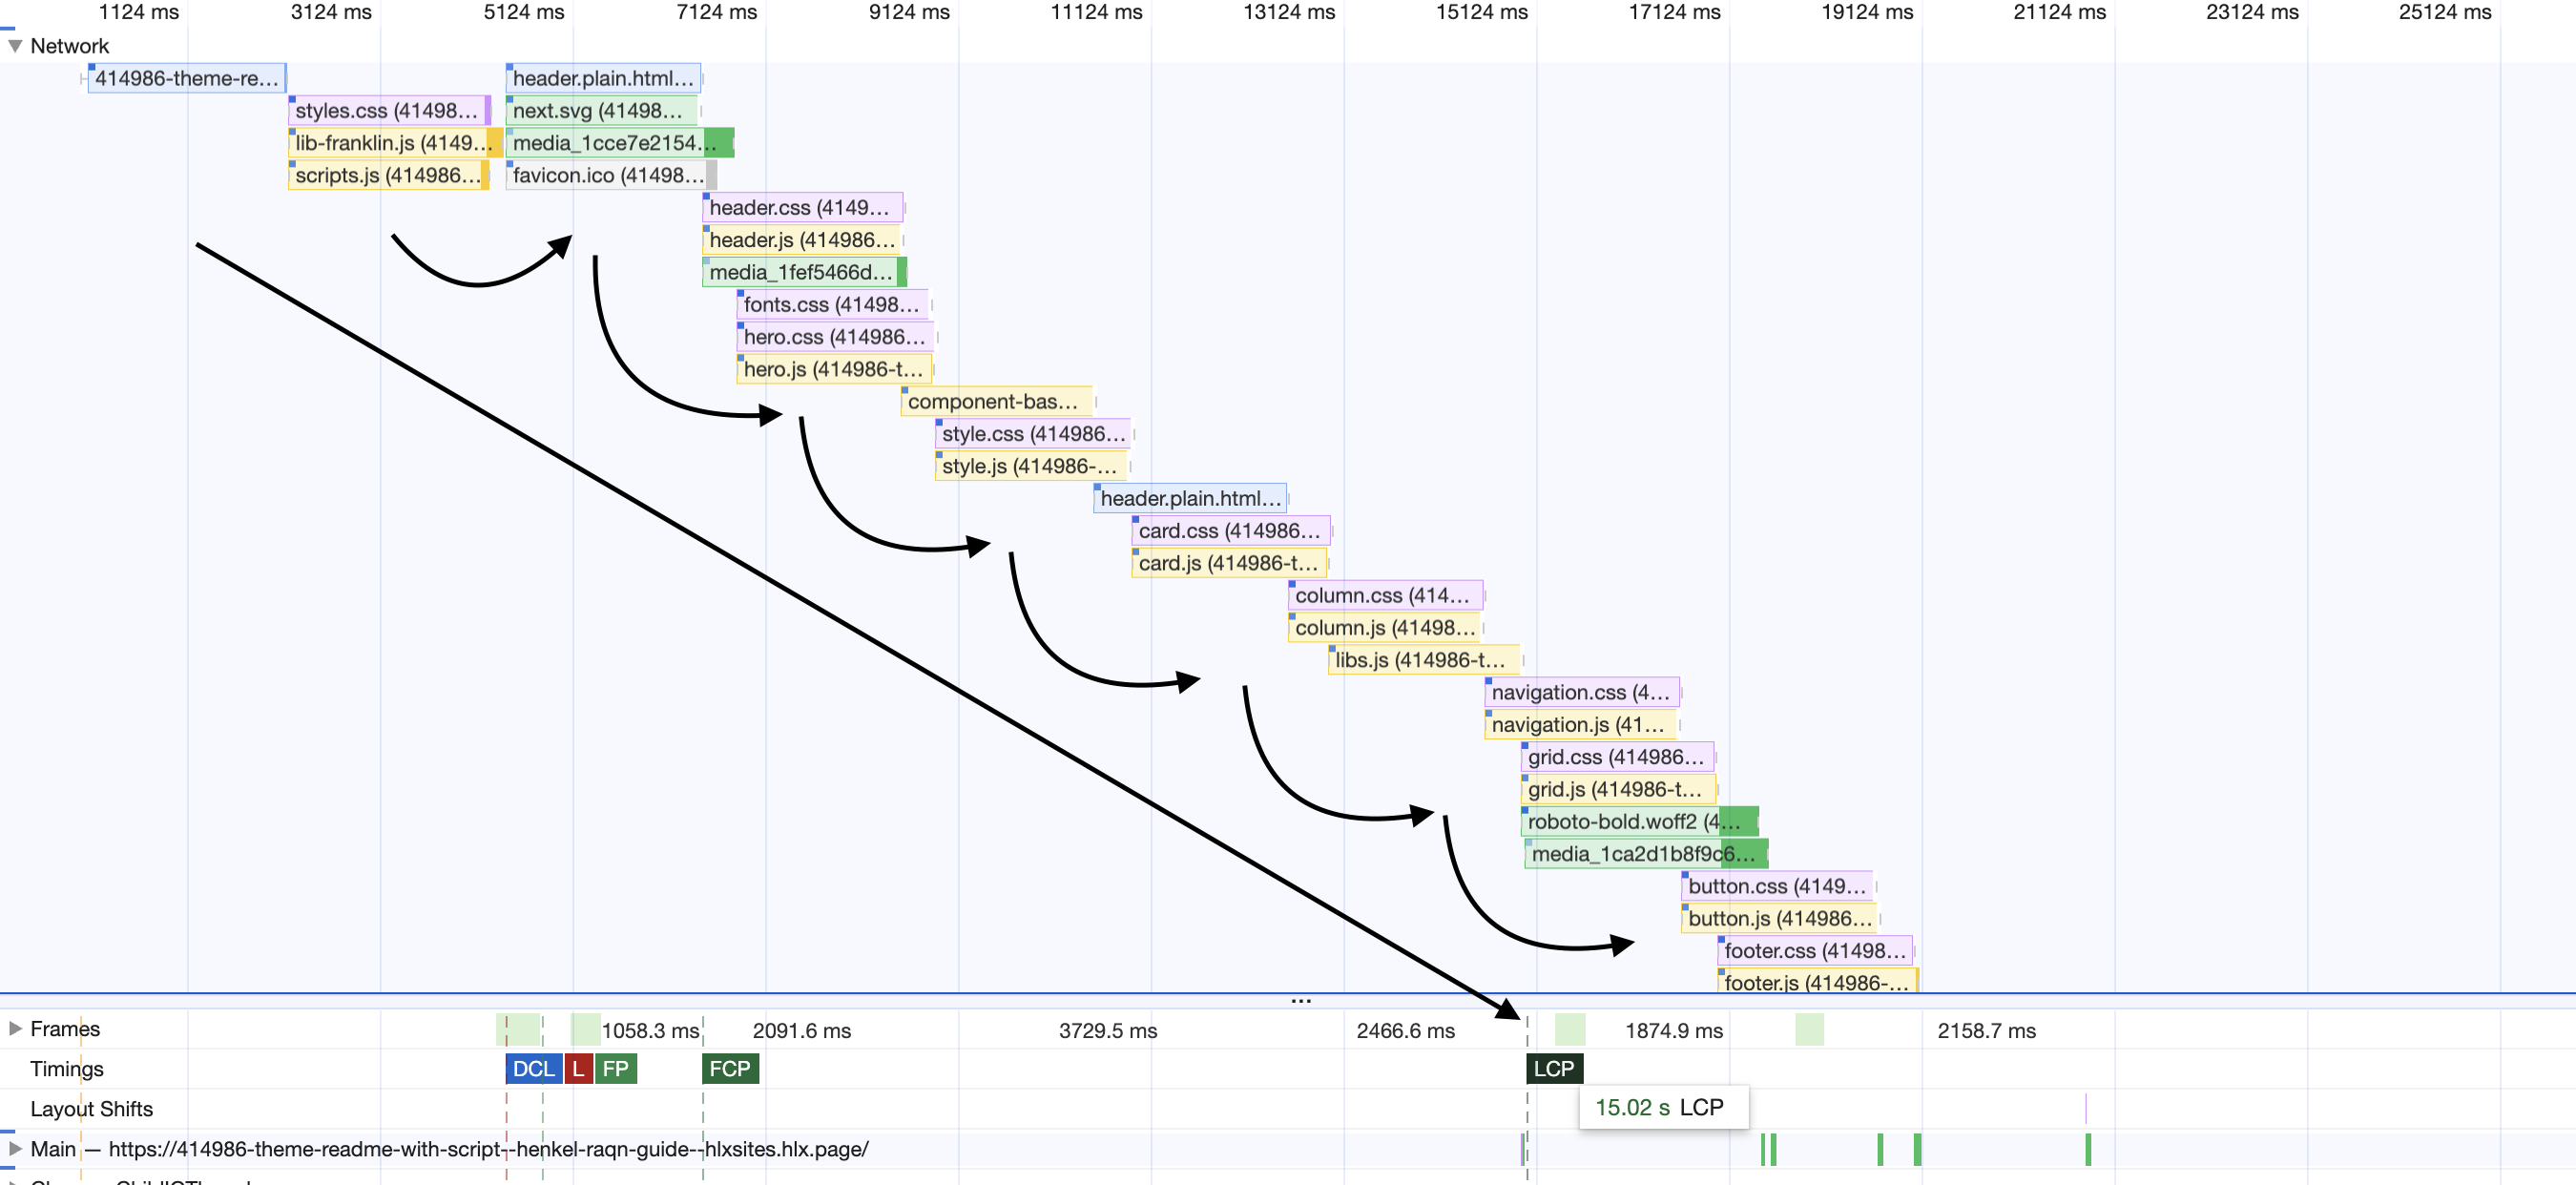 1124 ms 3124 ms 5124 ms 7124 ms 9124 ms 11124 ms 13124 ms 15124 ms 17124 ms 19124 ms 21124 ms 23124 ms 25124 ms
Network
414986-theme-re… header.plain.html…
styles.css (41498… next.svg (41498…
lib-franklin.js (4149… media_1cce7e2154…
scripts.js (414986… favicon.ico (41498…
header.css (4149…
header.js (414986…
media_1fef5466d…
fonts.css (41498…
hero.css (414986…
hero.js (414986-t…
component-bas…
style.css (414986…
style.js (414986-…
header.plain.html…
card.css (414986…
card.js (414986-t…
column.css (414…
column.js (41498…
libs.js (414986-t…
navigation.css (4…
navigation.js (41…
grid.css (414986…
grid.js (414986-t…
roboto-bold.woff2 (4…
media_1ca2d1b8f9c6…
button.css (4149…
button.js (414986…
footer.css (41498…
footer.js (414986-…
...
Frames 1058.3 ms 2091.6 ms 3729.5 ms 2466.6 ms 1874.9 ms 2158.7 ms
Timings DCL L FP FCP LCP
15.02 s LCP
Layout Shifts
Main — https://414986-theme-readme-with-script--henkel-raqn-guide--hlxsites.hlx.page/